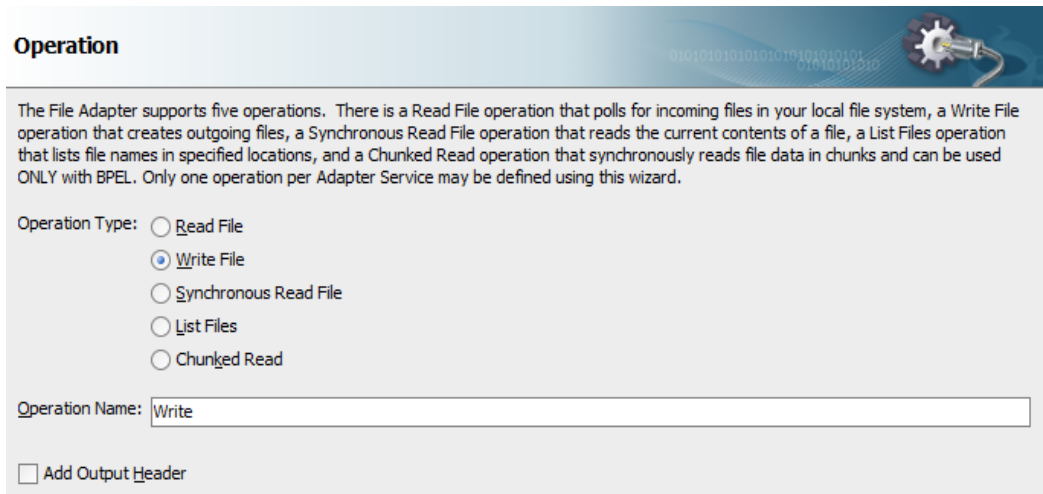 Operation
010101010101010101010101
01010101010
The File Adapter supports five operations.  There is a Read File operation that polls for incoming files in your local file system, a Write File
operation that creates outgoing files, a Synchronous Read File operation that reads the current contents of a file, a List Files operation
that lists file names in specified locations, and a Chunked Read operation that synchronously reads file data in chunks and can be used
ONLY with BPEL. Only one operation per Adapter Service may be defined using this wizard.
Operation Type: Read File
Write File
Synchronous Read File
List Files
Chunked Read
Operation Name: Write
Add Output Header